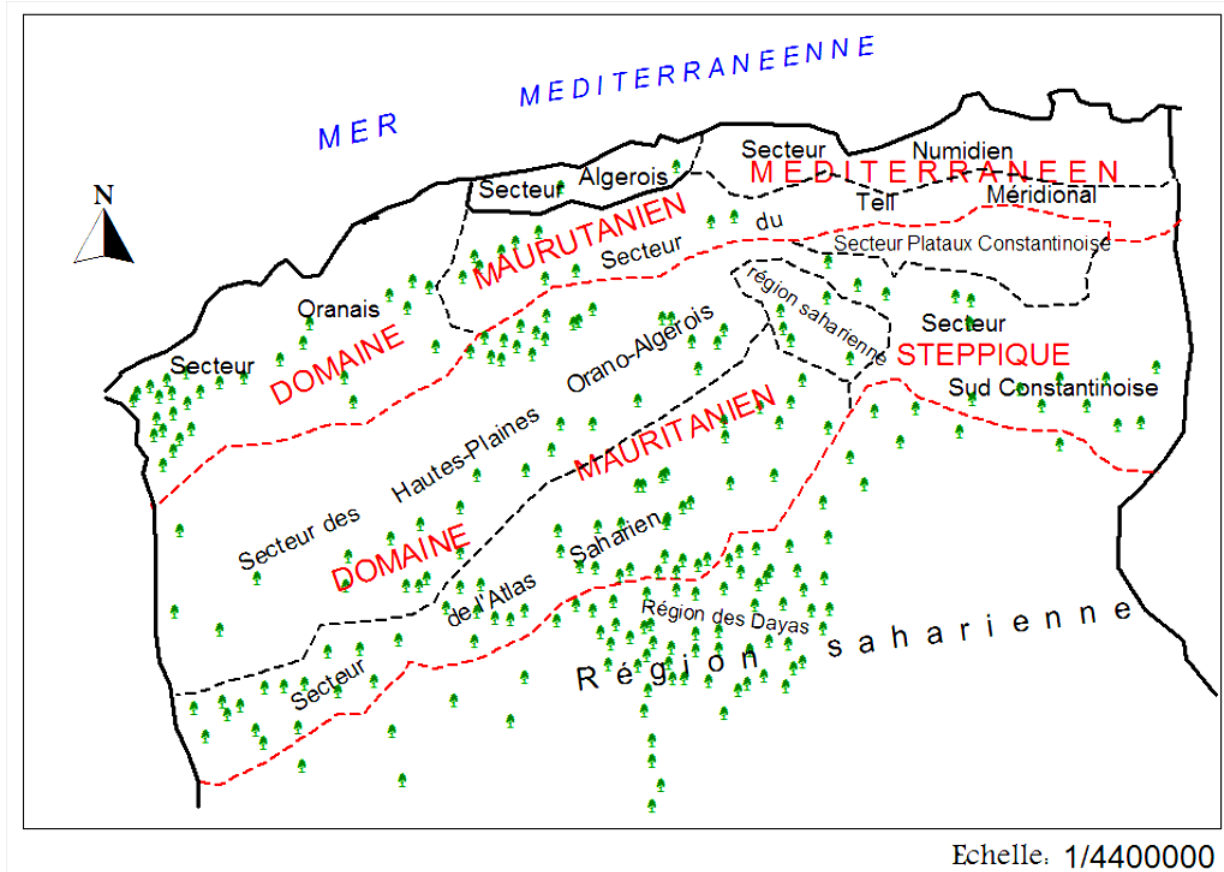 MER MEDITERRANEENNE
N
Secteur Numidien
MEDITERRANEEN
Secteur Algerois
Secteur du Tell Méridional
MAURUTANIEN
Secteur Plataux Constantinoise
région saharienne
Oranais
Secteur
DOMAINE
Orano-Algerois
Secteur
STEPPIQUE
Sud Constantinoise
MAURITANIEN
Hautes-Plaines
Secteur des
DOMAINE
Saharien
de l'Atlas
Secteur
Région des Dayas
Région saharienne
Echelle: 1/4400000